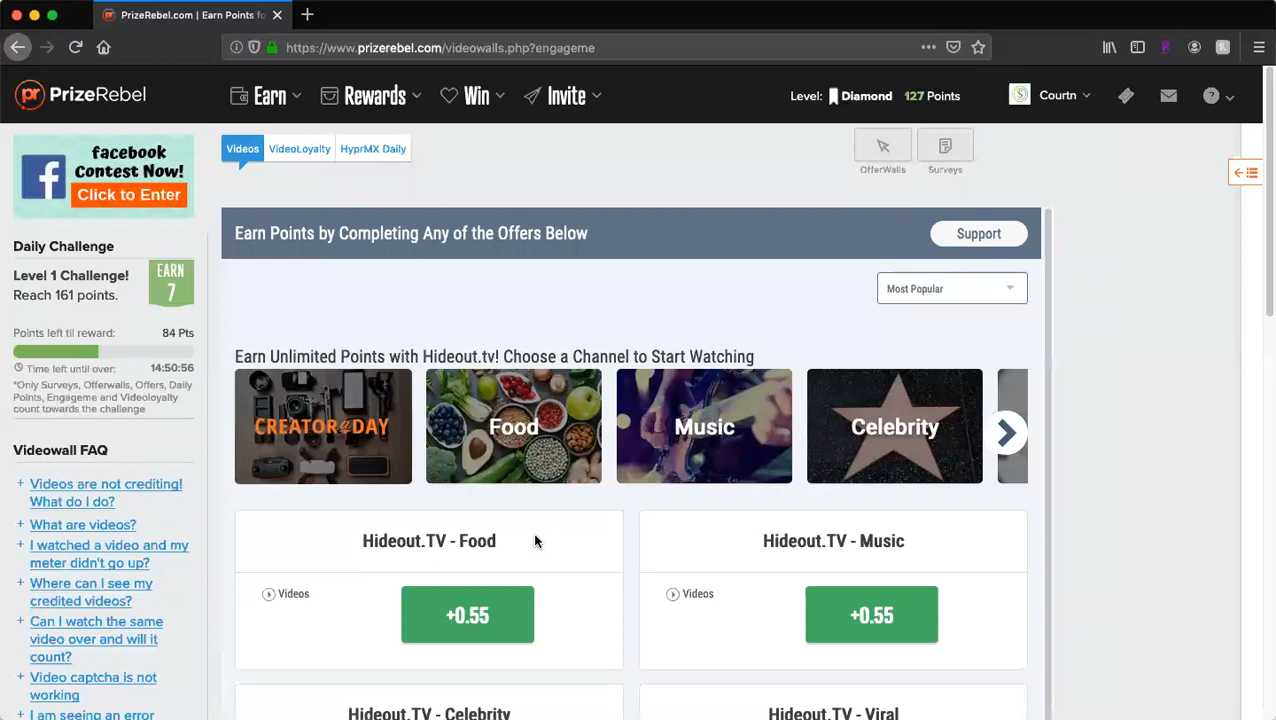 PrizeRebel.com | Earn Points fo
https://www.prizerebel.com/videowalls.php?engageme
pr PrizeRebel
Earn
Rewards
Win
Invite
Level: Diamond 127 Points
Courtn
facebook
Contest Now!
Click to Enter
Videos
VideoLoyalty
HyprMX Daily
OfferWalls
Surveys
Daily Challenge
Level 1 Challenge!
Reach 161 points.
EARN
7
Points left til reward: 84 Pts
Time left until over: 14:50:56
*Only Surveys, Offerwalls, Offers, Daily
Points, Engageme and Videoloyalty
count towards the challenge
Videowall FAQ
+ Videos are not crediting!
What do I do?
+ What are videos?
+ I watched a video and my
meter didn't go up?
+ Where can I see my
credited videos?
+ Can I watch the same
video over and will it
count?
+ Video captcha is not
working
+ I am seeing an error
Earn Points by Completing Any of the Offers Below
Support
Most Popular
Earn Unlimited Points with Hideout.tv! Choose a Channel to Start Watching
CREATOR of the DAY
Food
Music
Celebrity
Hideout.TV - Food
Videos
+0.55
Hideout.TV - Music
Videos
+0.55
Hideout.TV - Celebrity
Hideout.TV - Viral